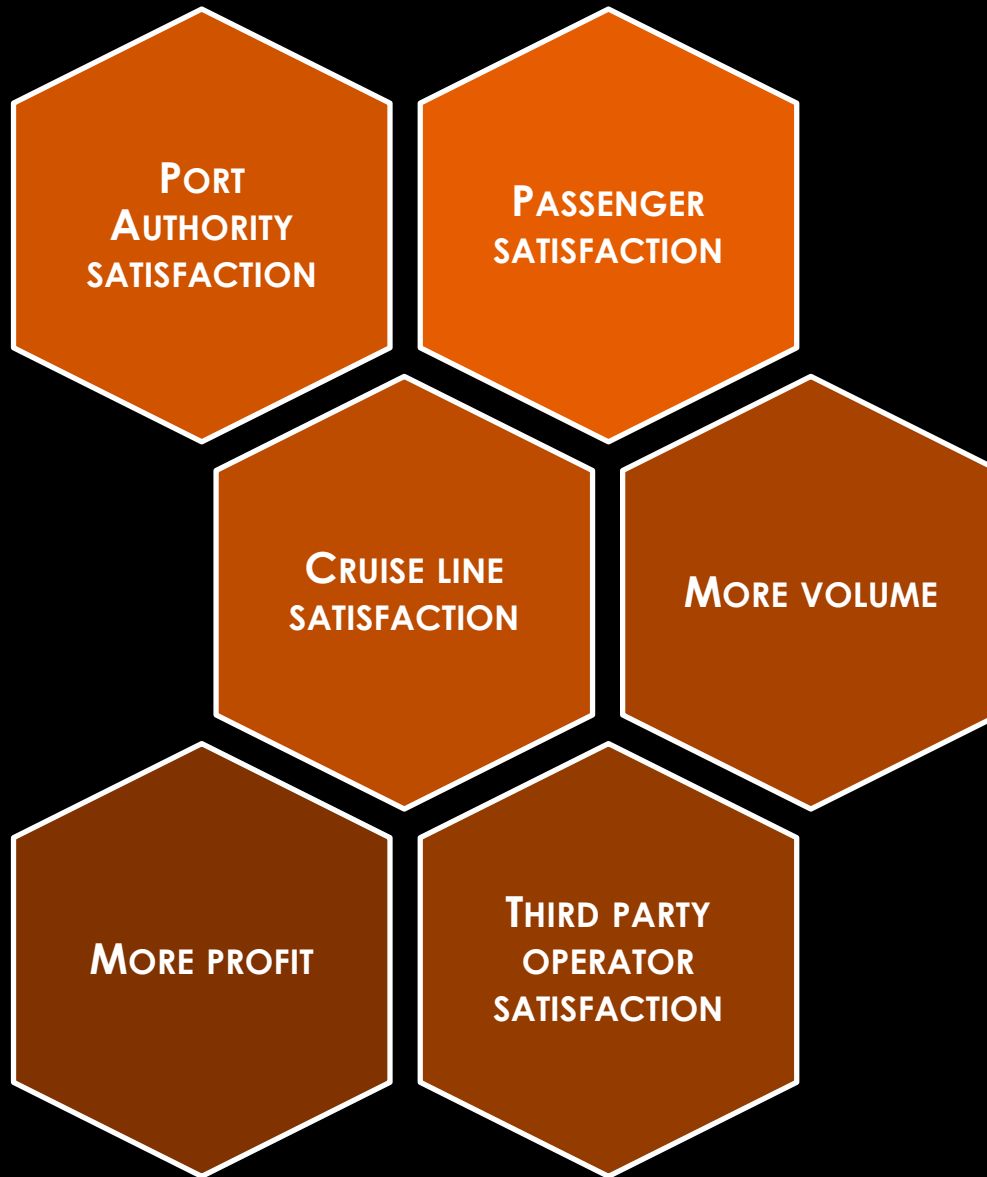 PORT
AUTHORITY
SATISFACTION
PASSENGER
SATISFACTION
CRUISE LINE
SATISFACTION
MORE VOLUME
MORE PROFIT
THIRD PARTY
OPERATOR
SATISFACTION